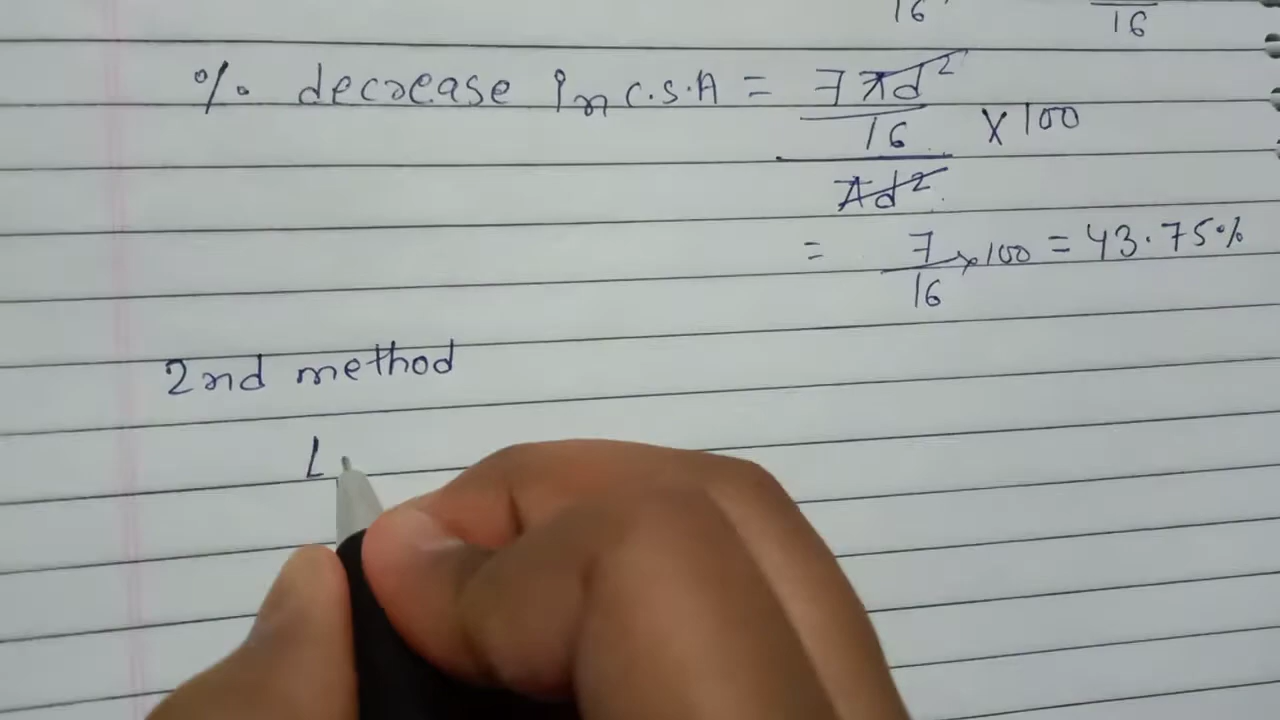 16 16
% decrease in C.S.A = 7πd²
16 × 100
πd²
= 7 × 100 = 43.75%
16
2nd method
L